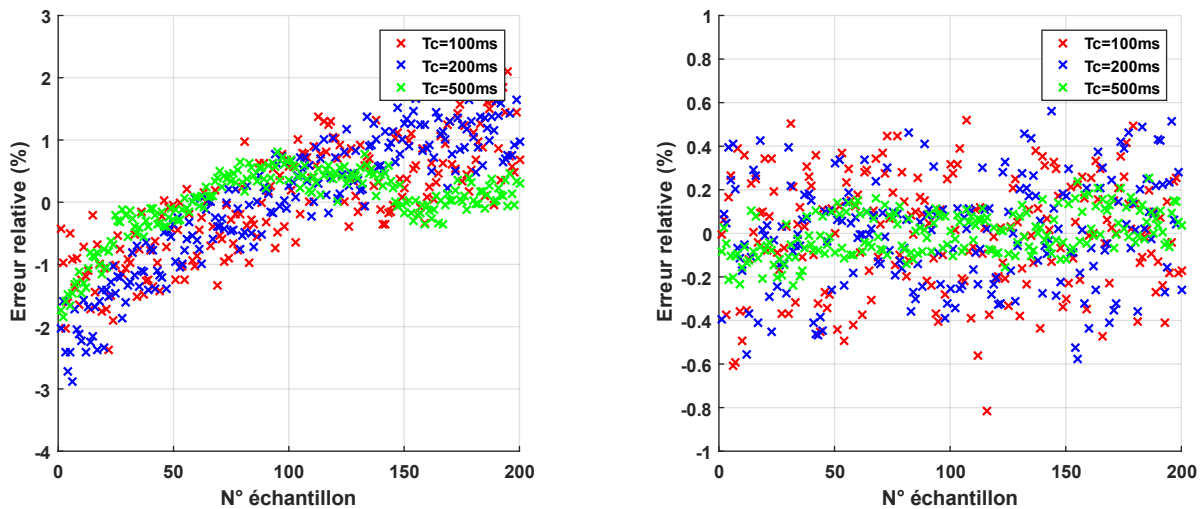 3
2
1
0
-1
-2
-3
-4
0
50
100
150
200
Erreur relative (%)
N° échantillon
Tc=100ms
Tc=200ms
Tc=500ms
1
0.8
0.6
0.4
0.2
0
-0.2
-0.4
-0.6
-0.8
-1
0
50
100
150
200
Erreur relative (%)
N° échantillon
Tc=100ms
Tc=200ms
Tc=500ms